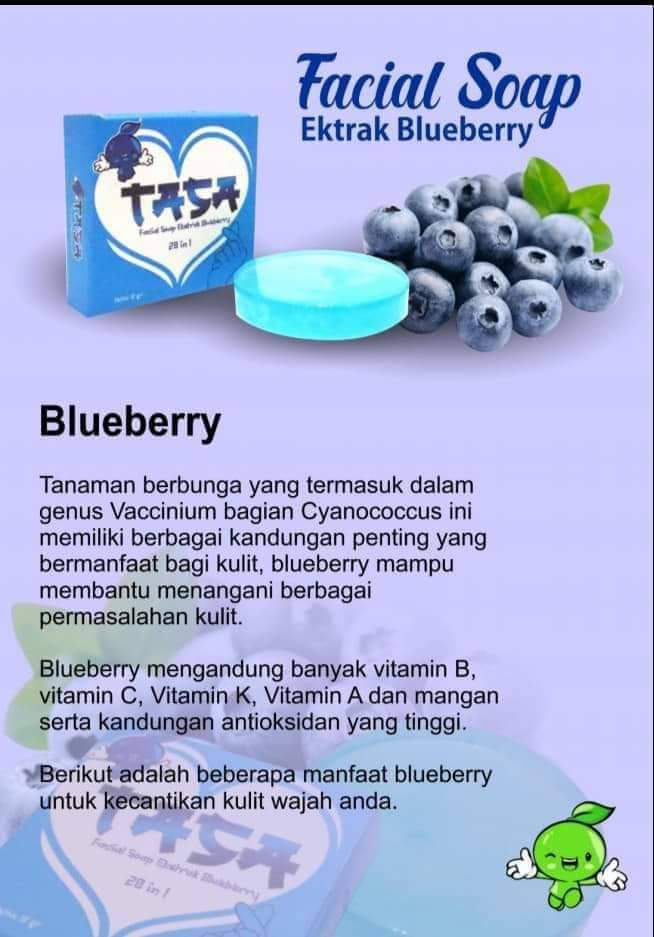 Facial Soap
Ektrak Blueberry
TASA
Facial Soap Ekstrak Blueberry
28 in 1
TASA
Blueberry
Tanaman berbunga yang termasuk dalam
genus Vaccinium bagian Cyanococcus ini
memiliki berbagai kandungan penting yang
bermanfaat bagi kulit, blueberry mampu
membantu menangani berbagai
permasalahan kulit.
Blueberry mengandung banyak vitamin B,
vitamin C, Vitamin K, Vitamin A dan mangan
serta kandungan antioksidan yang tinggi.
Berikut adalah beberapa manfaat blueberry
untuk kecantikan kulit wajah anda.
TASA
Facial Soap Ekstrak Blueberry
28 in 1